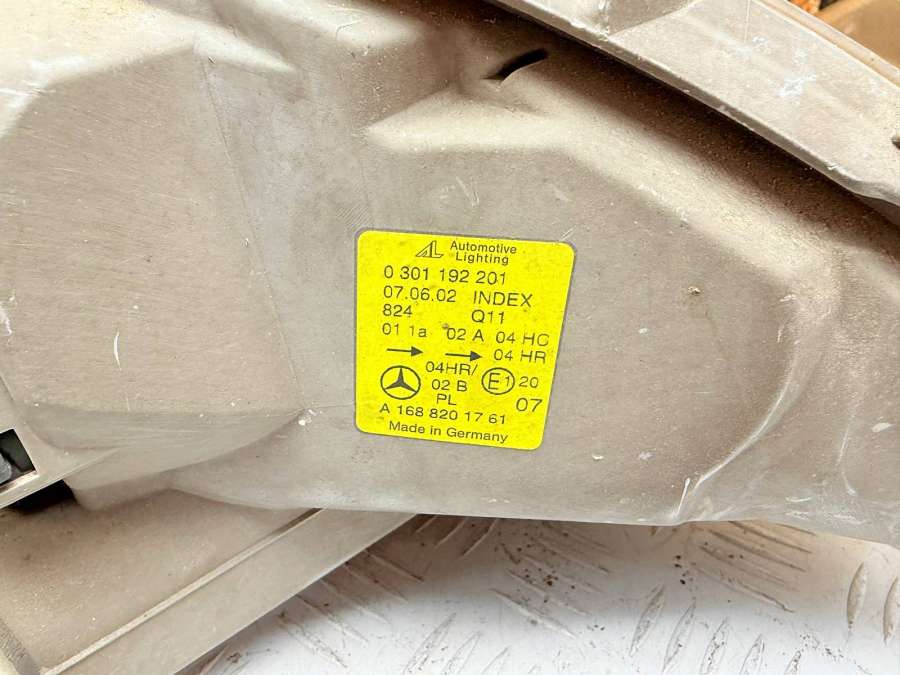 AL Automotive
Lighting
0 301 192 201
07.06.02 INDEX
824 Q11
01 1a 02 A 04 HC
04 HR
04HR/
02 B E1 20
PL 07
A 168 820 17 61
Made in Germany